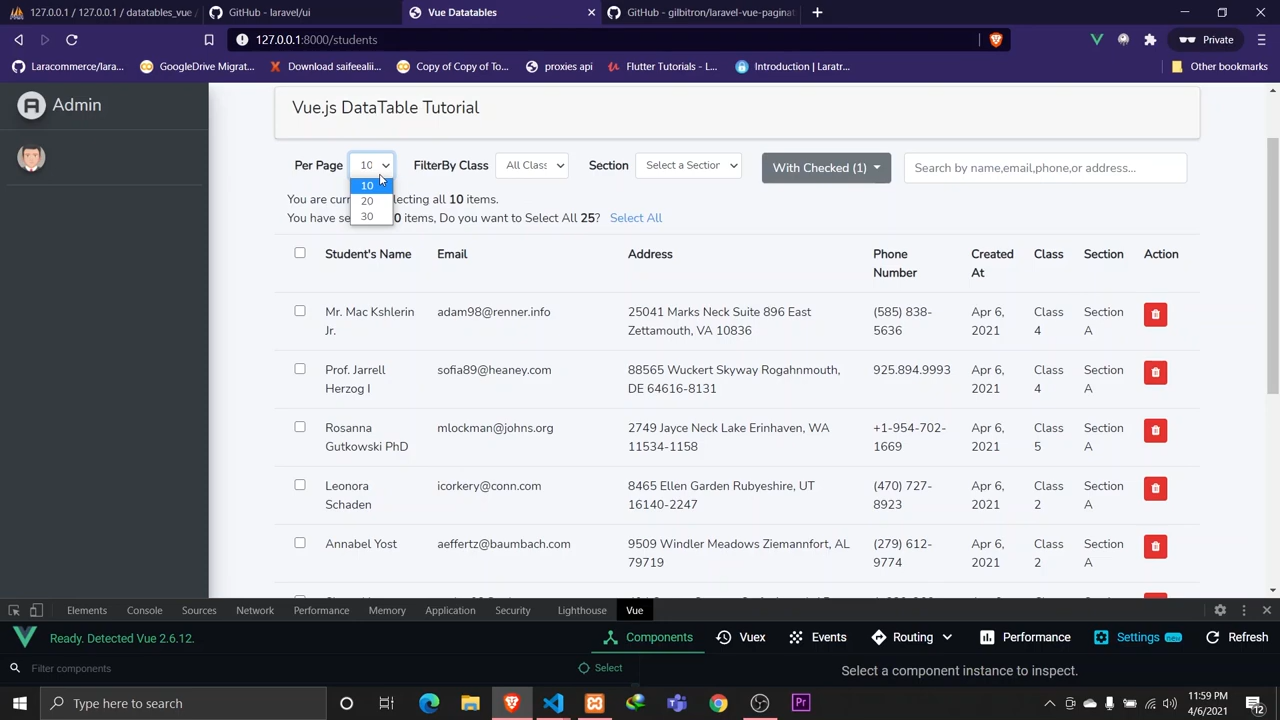 127.0.0.1 / 127.0.0.1 / datatables_vue
GitHub - laravel/ui
Vue Datatables
GitHub - gilbitron/laravel-vue-paginat
127.0.0.1:8000/students
Private
Laracommerce/lara...
GoogleDrive Migrat...
Download saifeealii...
Copy of Copy of To...
proxies api
Flutter Tutorials - L...
Introduction | Laratr...
Other bookmarks
Admin
Vue.js DataTable Tutorial
Per Page 10 FilterBy Class All Class Section Select a Section With Checked (1) Search by name,email,phone or address...
10
20
30
You are curr lecting all 10 items.
You have se 0 items, Do you want to Select All 25? Select All
Student's Name Email Address Phone Number Created At Class Section Action
Mr. Mac Kshlerin Jr. adam98@renner.info 25041 Marks Neck Suite 896 East Zettamouth, VA 10836 (585) 838-5636 Apr 6, 2021 Class 4 Section A
Prof. Jarrell Herzog I sofia89@heaney.com 88565 Wuckert Skyway Rogahnmouth, DE 64616-8131 925.894.9993 Apr 6, 2021 Class 4 Section A
Rosanna Gutkowski PhD mlockman@johns.org 2749 Jayce Neck Lake Erinhaven, WA 11534-1158 +1-954-702-1669 Apr 6, 2021 Class 5 Section A
Leonora Schaden icorkery@conn.com 8465 Ellen Garden Rubyeshire, UT 16140-2247 (470) 727-8923 Apr 6, 2021 Class 2 Section A
Annabel Yost aeffertz@baumbach.com 9509 Windler Meadows Ziemannfort, AL 79719 (279) 612-9774 Apr 6, 2021 Class 2 Section A
Elements Console Sources Network Performance Memory Application Security Lighthouse Vue
Ready. Detected Vue 2.6.12.
Components Vuex Events Routing Performance Settings new Refresh
Filter components
Select
Select a component instance to inspect.
Type here to search
11:59 PM
4/6/2021
12